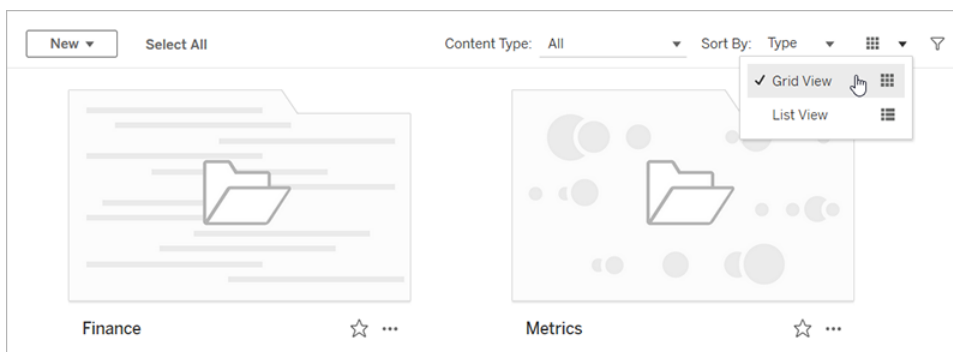 New Select All Content Type: All Sort By: Type
Grid View
List View
Finance Metrics